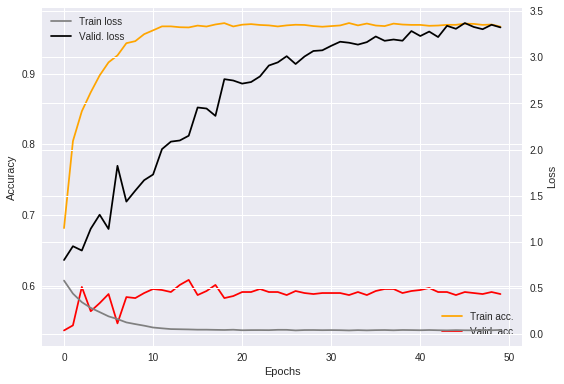 Train loss
Valid. loss
3.5
3.0
2.5
2.0
1.5
1.0
0.5
0.0
0.9
0.8
0.7
0.6
Accuracy
Loss
Train acc.
Valid. acc
0
10
20
30
40
50
Epochs